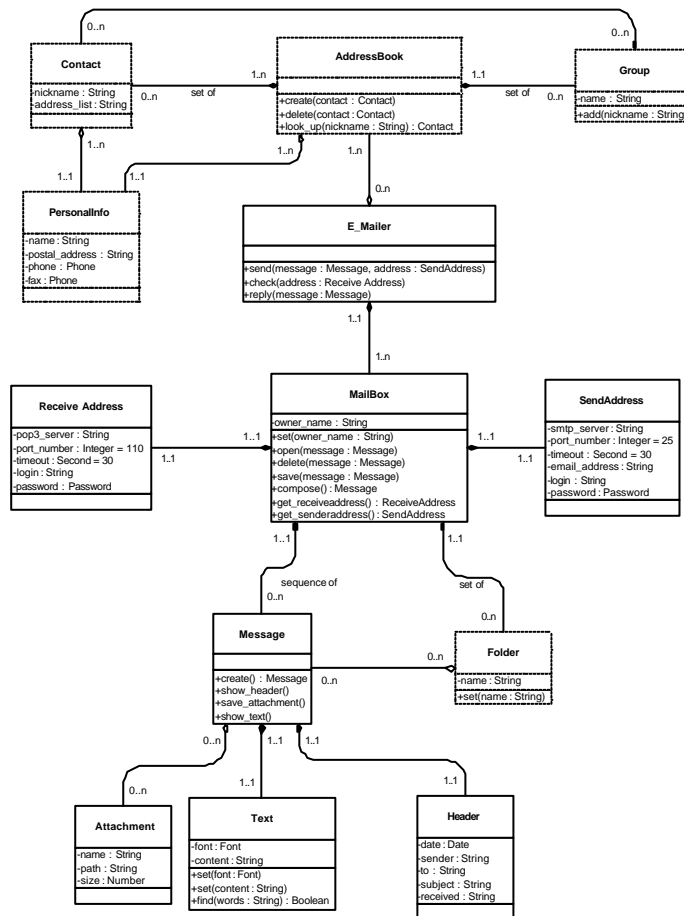 0..n
0..n
Contact
-nickname : String
-address_list : String
0..n
set of
1..n
AddressBook
+create(contact : Contact)
+delete(contact : Contact)
+look_up(nickname : String) : Contact
1..1
set of
0..n
Group
-name : String
+add(nickname : String)
1..n
1..1
1..1
1..n
PersonalInfo
-name : String
-postal_address : String
-phone : Phone
-fax : Phone
0..n
E_Mailer
+send(message : Message, address : SendAddress)
+check(address : Receive Address)
+reply(message : Message)
1..1
1..n
Receive Address
-pop3_server : String
-port_number : Integer = 110
-timeout : Second = 30
-login : String
-password : Password
1..1
1..1
MailBox
-owner_name : String
+set(owner_name : String)
+open(message : Message)
+delete(message : Message)
+save(message : Message)
+compose() : Message
+get_receiveaddress() : ReceiveAddress
+get_senderaddress() : SendAddress
1..1
1..1
SendAddress
-smtp_server : String
-port_number : Integer = 25
-timeout : Second = 30
-email_address : String
-login : String
-password : Password
1..1
sequence of
0..n
1..1
set of
0..n
Message
+create() : Message
+show_header()
+save_attachment()
+show_text()
0..n
0..n
Folder
-name : String
+set(name : String)
0..n
1..1
1..1
0..n
1..1
1..1
Attachment
-name : String
-path : String
-size : Number
Text
-font : Font
-content : String
+set(font : Font)
+set(content : String)
+find(words : String) : Boolean
Header
-date : Date
-sender : String
-to : String
-subject : String
-received : String